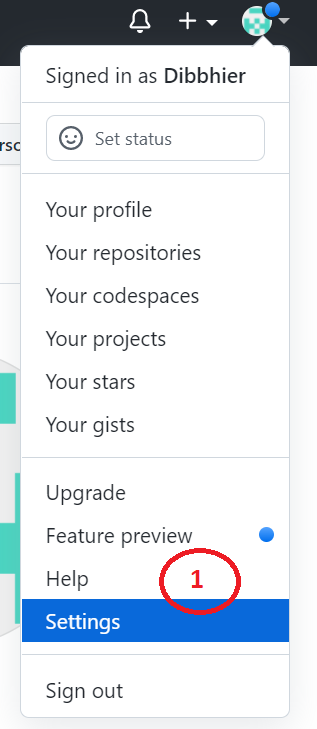 Signed in as Dibbhier
rsc
Set status
Your profile
Your repositories
Your codespaces
Your projects
Your stars
Your gists
Upgrade
Feature preview
Help
1
Settings
Sign out